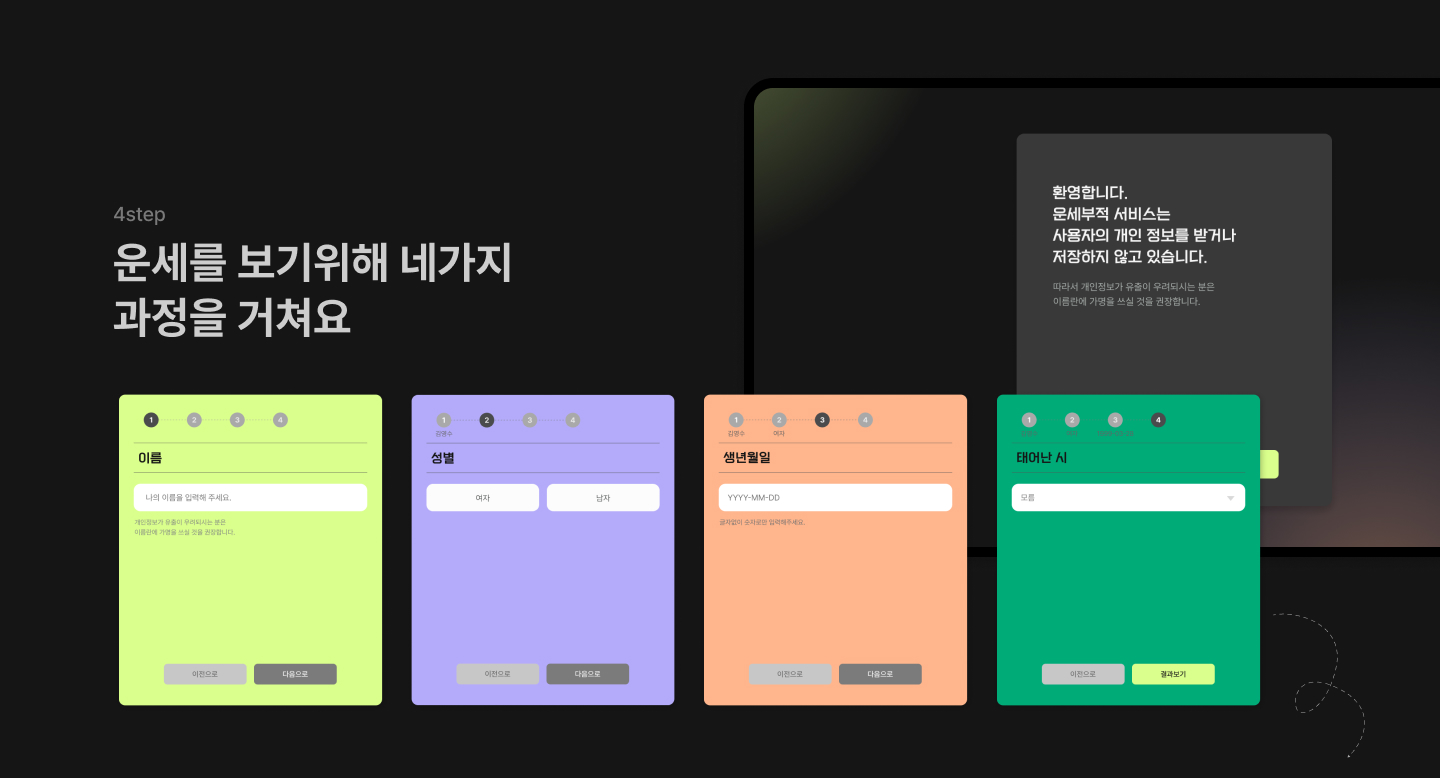 4step
운세를 보기위해 네가지
과정을 거쳐요
환영합니다.
운세부적 서비스는
사용자의 개인 정보를 받거나
저장하지 않고 있습니다.
따라서 개인정보가 유출이 우려되시는 분은
이름란에 가명을 쓰실 것을 권장합니다.
1 2 3 4
이름
나의 이름을 입력해 주세요.
개인정보가 유출이 우려되시는 분은
이름란에 가명을 쓰실 것을 권장합니다.
이전으로 다음으로
1 2 3 4
김명수
성별
여자 남자
이전으로 다음으로
1 2 3 4
김명수 여자
생년월일
YYYY-MM-DD
글자없이 숫자로만 입력해주세요.
이전으로 다음으로
1 2 3 4
태어난 시
모름
이전으로 결과보기